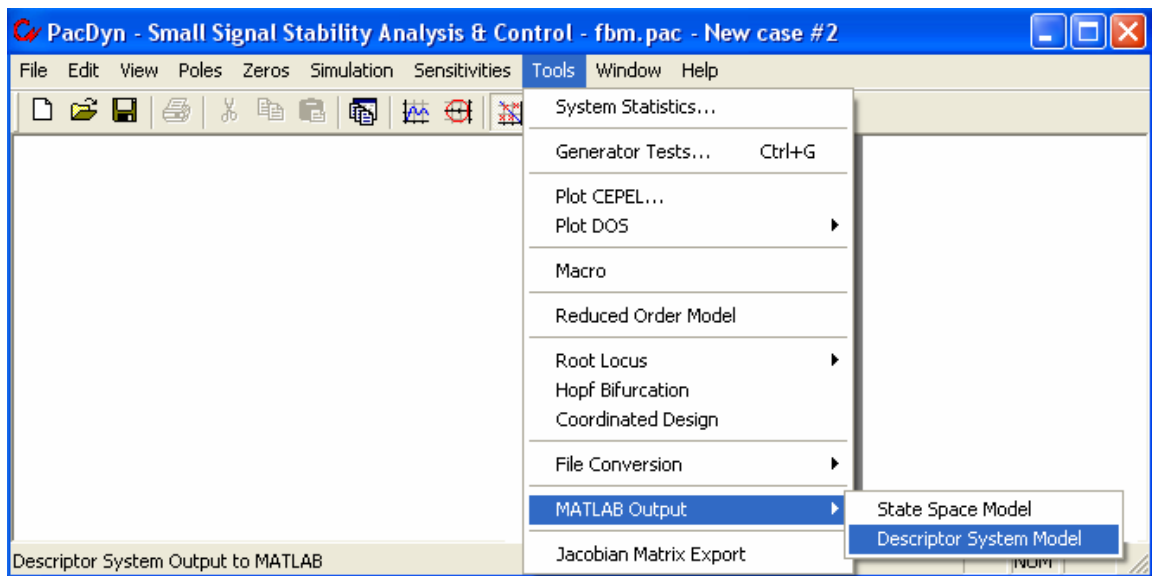 PacDyn - Small Signal Stability Analysis & Control - fbm.pac - New case #2
File Edit View Poles Zeros Simulation Sensitivities Tools Window Help
System Statistics...
Generator Tests... Ctrl+G
Plot CEPEL...
Plot DOS
Macro
Reduced Order Model
Root Locus
Hopf Bifurcation
Coordinated Design
File Conversion
MATLAB Output
State Space Model
Descriptor System Model
Jacobian Matrix Export
Descriptor System Output to MATLAB
NUM